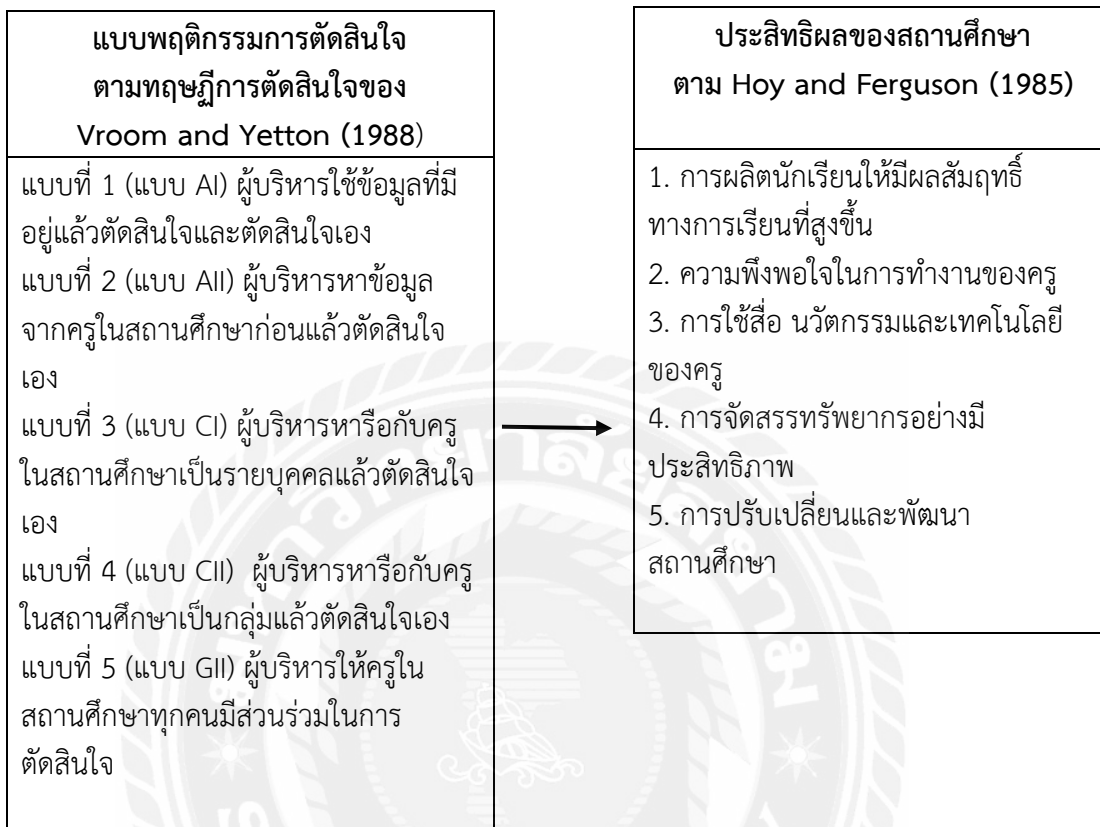 แบบพฤติกรรมการตัดสินใจ
ตามทฤษฎีการตัดสินใจของ
Vroom and Yetton (1988)
แบบที่ 1 (แบบ AI) ผู้บริหารใช้ข้อมูลที่มี
อยู่แล้วตัดสินใจและตัดสินใจเอง
แบบที่ 2 (แบบ AII) ผู้บริหารหาข้อมูล
จากครูในสถานศึกษาก่อนแล้วตัดสินใจ
เอง
แบบที่ 3 (แบบ CI) ผู้บริหารหารือกับครู
ในสถานศึกษาเป็นรายบุคคลแล้วตัดสินใจ
เอง
แบบที่ 4 (แบบ CII) ผู้บริหารหารือกับครู
ในสถานศึกษาเป็นกลุ่มแล้วตัดสินใจเอง
แบบที่ 5 (แบบ GII) ผู้บริหารให้ครูใน
สถานศึกษาทุกคนมีส่วนร่วมในการ
ตัดสินใจ
ประสิทธิผลของสถานศึกษา
ตาม Hoy and Ferguson (1985)
1. การผลิตนักเรียนให้มีผลสัมฤทธิ์
ทางการเรียนที่สูงขึ้น
2. ความพึงพอใจในการทำงานของครู
3. การใช้สื่อ นวัตกรรมและเทคโนโลยี
ของครู
4. การจัดสรรทรัพยากรอย่างมี
ประสิทธิภาพ
5. การปรับเปลี่ยนและพัฒนา
สถานศึกษา